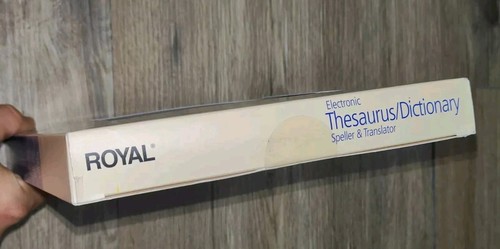 ROYAL®
Electronic
Thesaurus/Dictionary
Speller & Translator